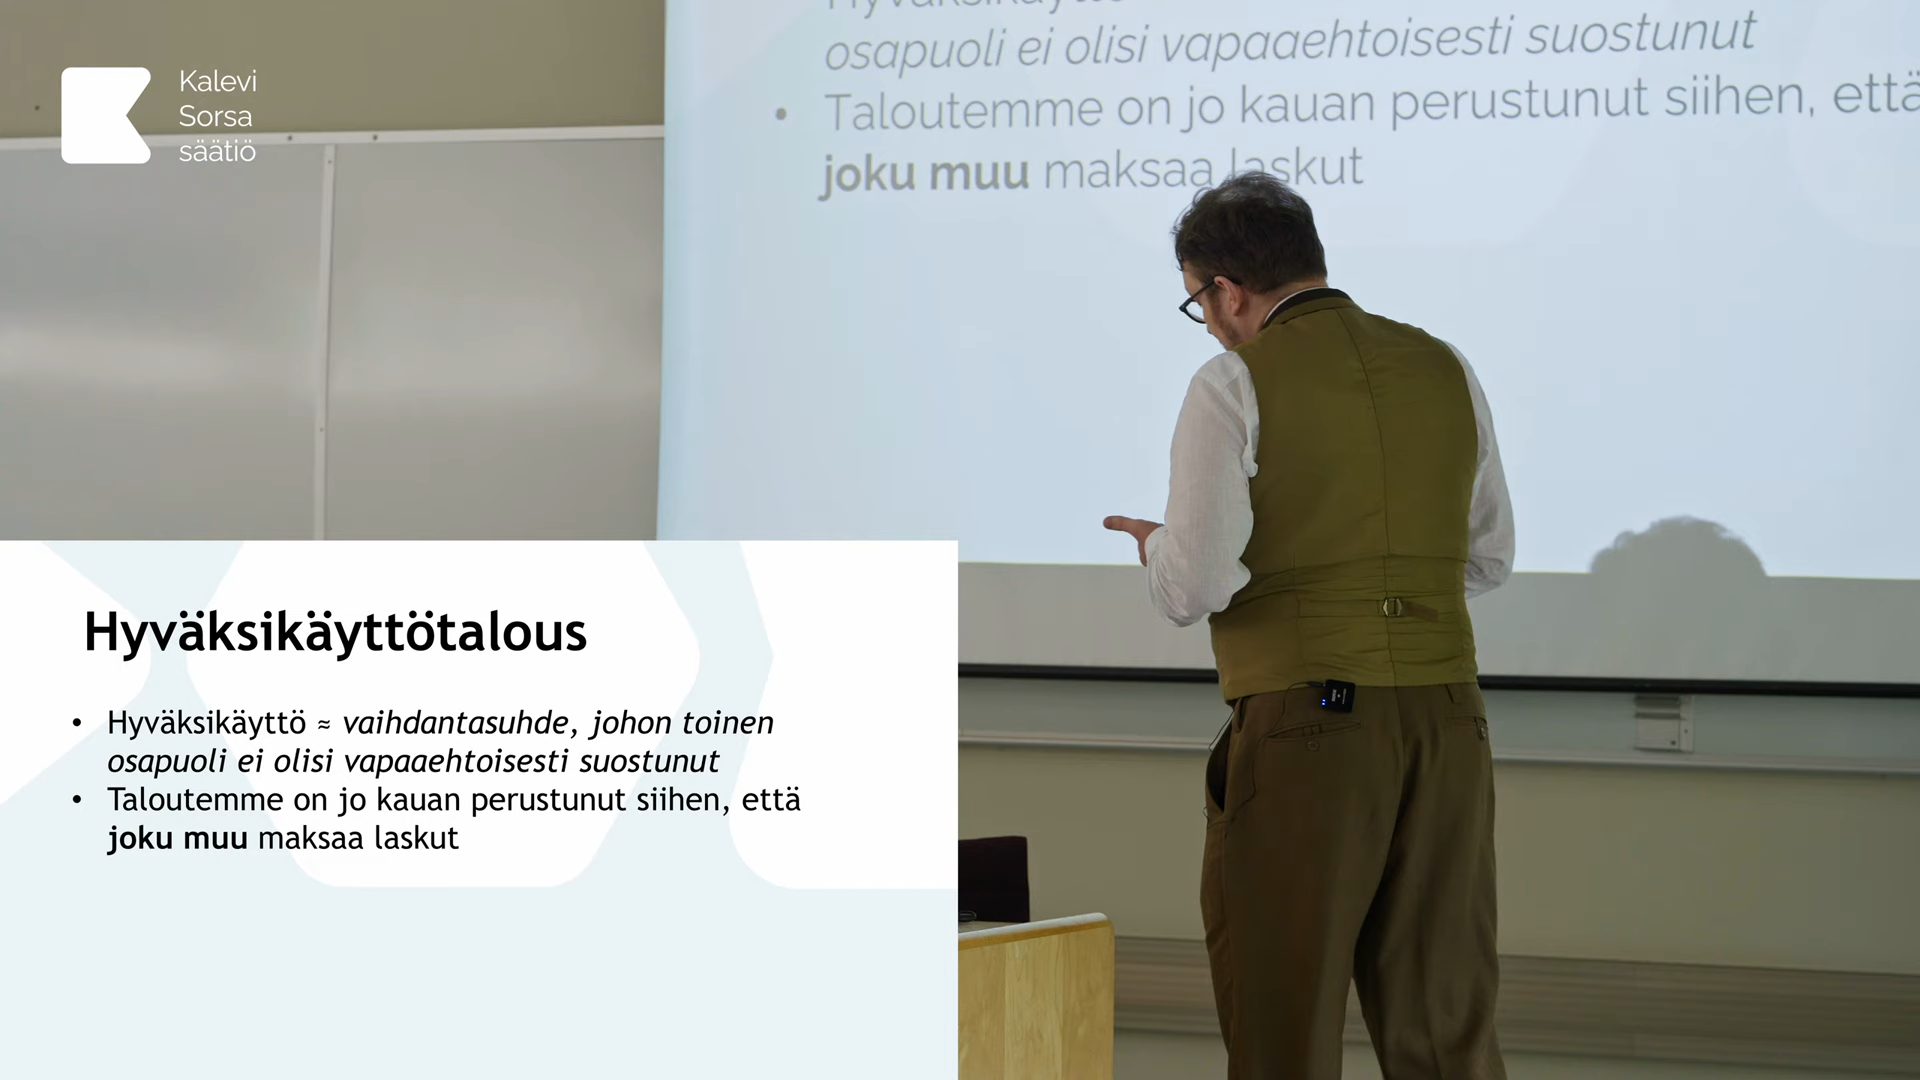 Kalevi
Sorsa
säätiö
osapuoli ei olisi vapaaehtoisesti suostunut
• Taloutemme on jo kauan perustunut siihen, että
joku muu maksaa laskut
Hyväksikäyttötalous
• Hyväksikäyttö ≈ vaihdantasuhde, johon toinen
osapuoli ei olisi vapaaehtoisesti suostunut
• Taloutemme on jo kauan perustunut siihen, että
joku muu maksaa laskut